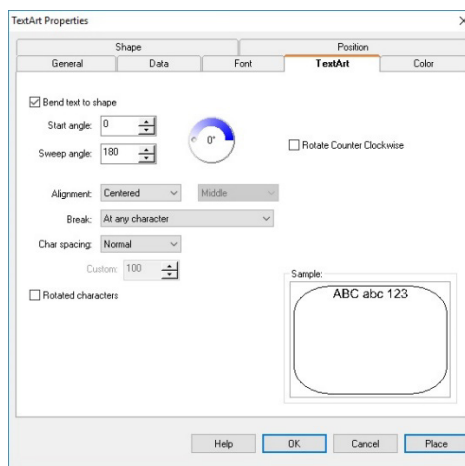 TextArt Properties
Shape Position
General Data Font TextArt Color
Bend text to shape
Start angle: 0
0°
Sweep angle: 180
Rotate Counter Clockwise
Alignment: Centered Middle
Break: At any character
Char spacing: Normal
Custom: 100
Rotated characters
Sample:
ABC abc 123
Help OK Cancel Place